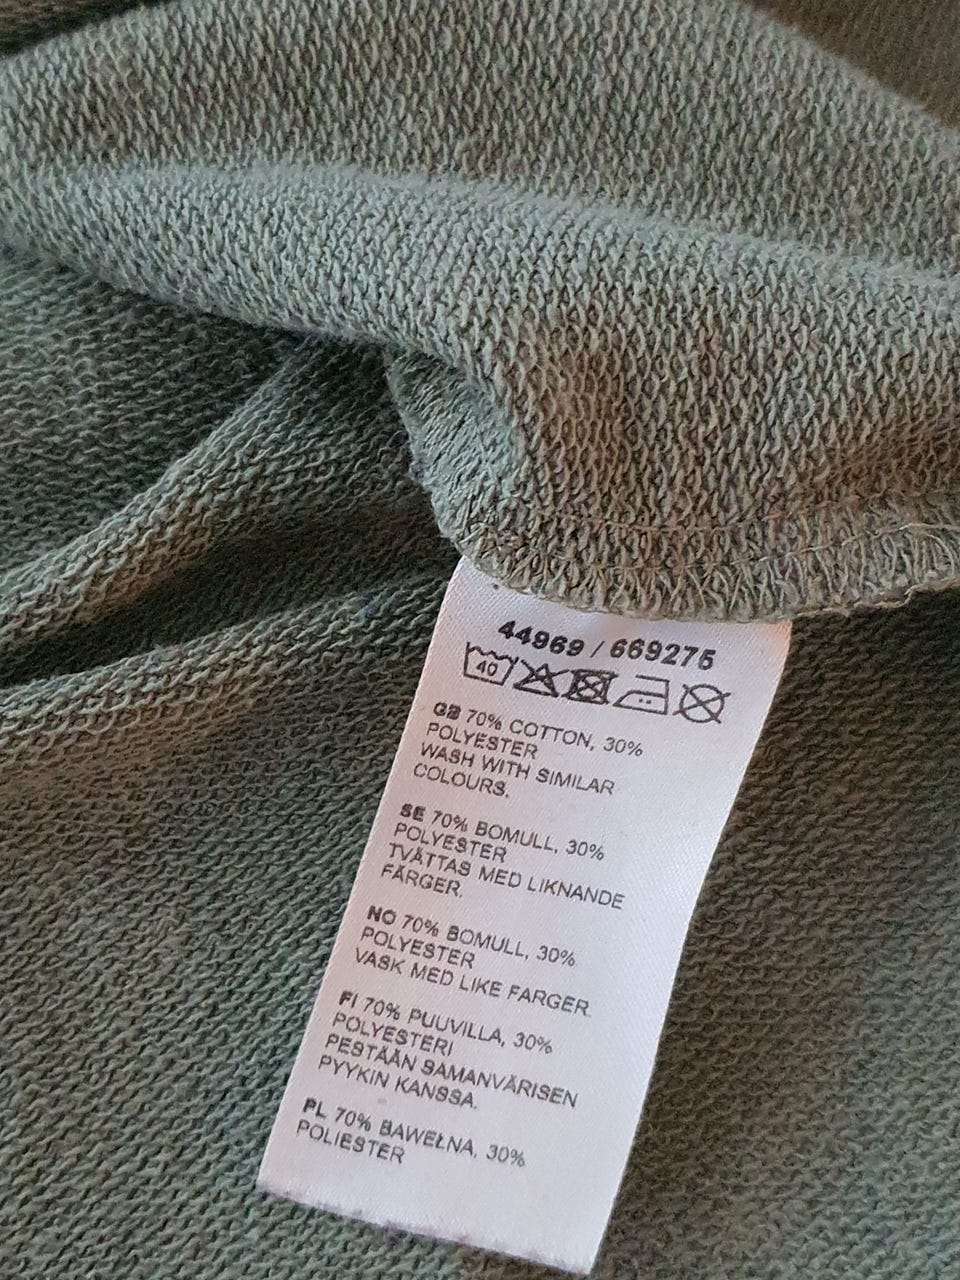 44969 / 669275
40
GB 70% COTTON, 30%
POLYESTER
WASH WITH SIMILAR
COLOURS.
SE 70% BOMULL, 30%
POLYESTER
TVÄTTAS MED LIKNANDE
FÄRGER.
NO 70% BOMULL, 30%
POLYESTER
VASK MED LIKE FARGER.
FI 70% PUUVILLA, 30%
POLYESTERI
PESTÄÄN SAMANVÄRISEN
PYYKIN KANSSA.
PL 70% BAWEŁNA, 30%
POLIESTER